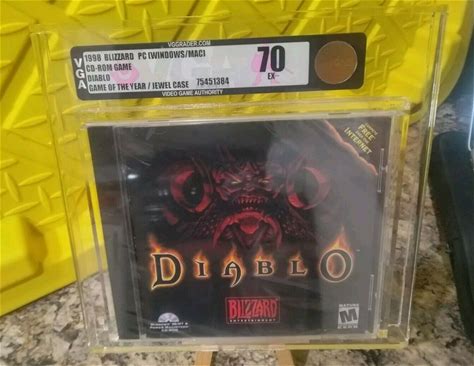 VGGRADER.COM
VGA
1998 BLIZZARD PC (WINDOWS/MAC)
CD-ROM GAME
DIABLO
GAME OF THE YEAR / JEWEL CASE 75451384
70
EX
VIDEO GAME AUTHORITY
FREE
INTERNET
DIABLO
BLIZZARD
ENTERTAINMENT
MATURE
M